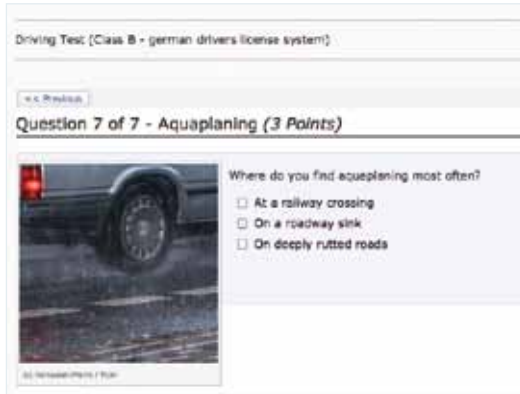 Driving Test (Class B - german drivers license system)
<< Previous
Question 7 of 7 - Aquaplaning (3 Points)
Where do you find aquaplaning most often?
At a railway crossing
On a roadway sink
On deeply rutted roads